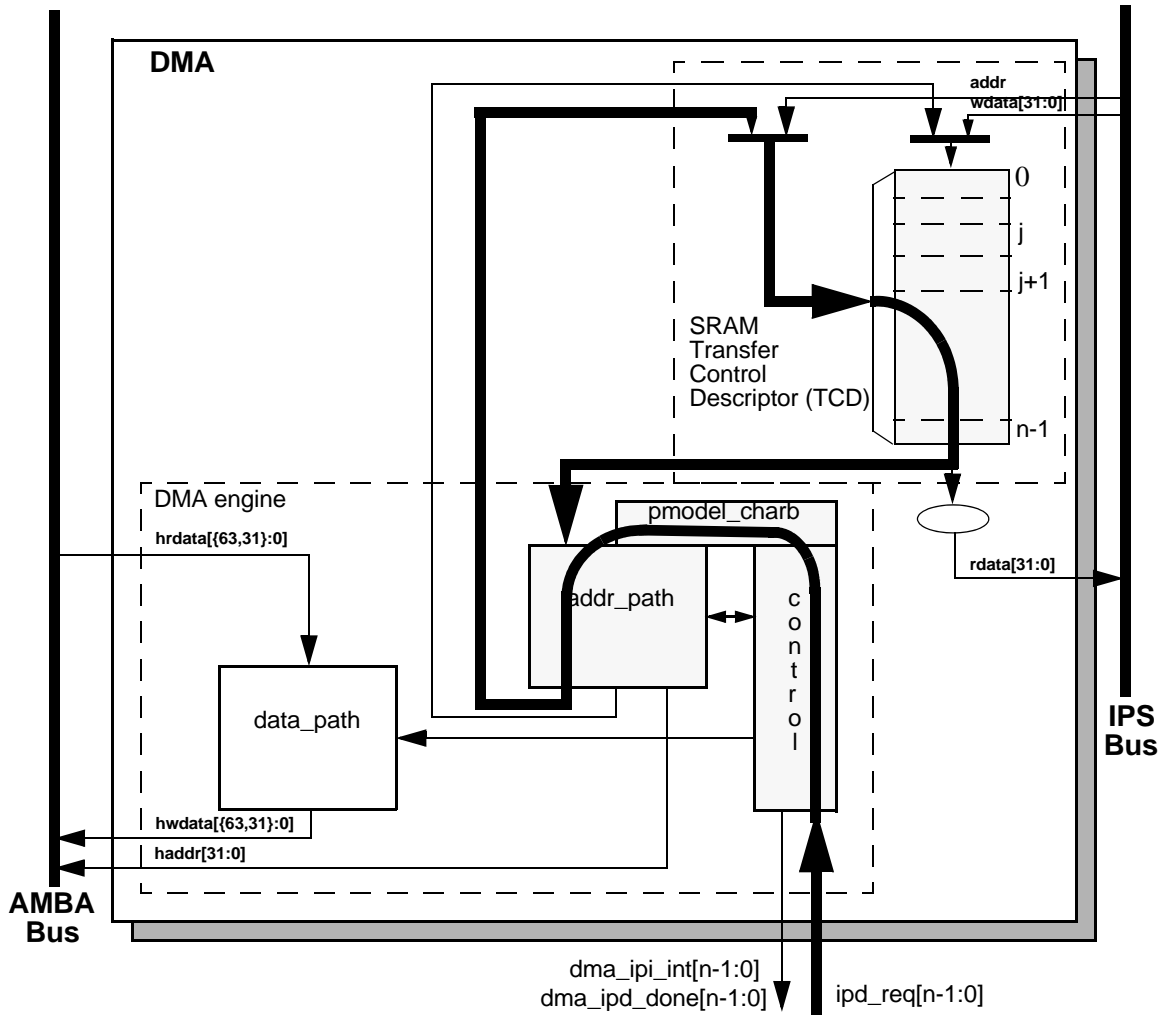 DMA
addr
wdata[31:0]
0
j
j+1
SRAM
Transfer
Control
Descriptor (TCD)
n-1
DMA engine
pmodel_charb
hrdata[{63,31}:0]
rdata[31:0]
addr_path
control
data_path
IPS
Bus
hwdata[{63,31}:0]
haddr[31:0]
AMBA
Bus
dma_ipi_int[n-1:0]
dma_ipd_done[n-1:0]
ipd_req[n-1:0]